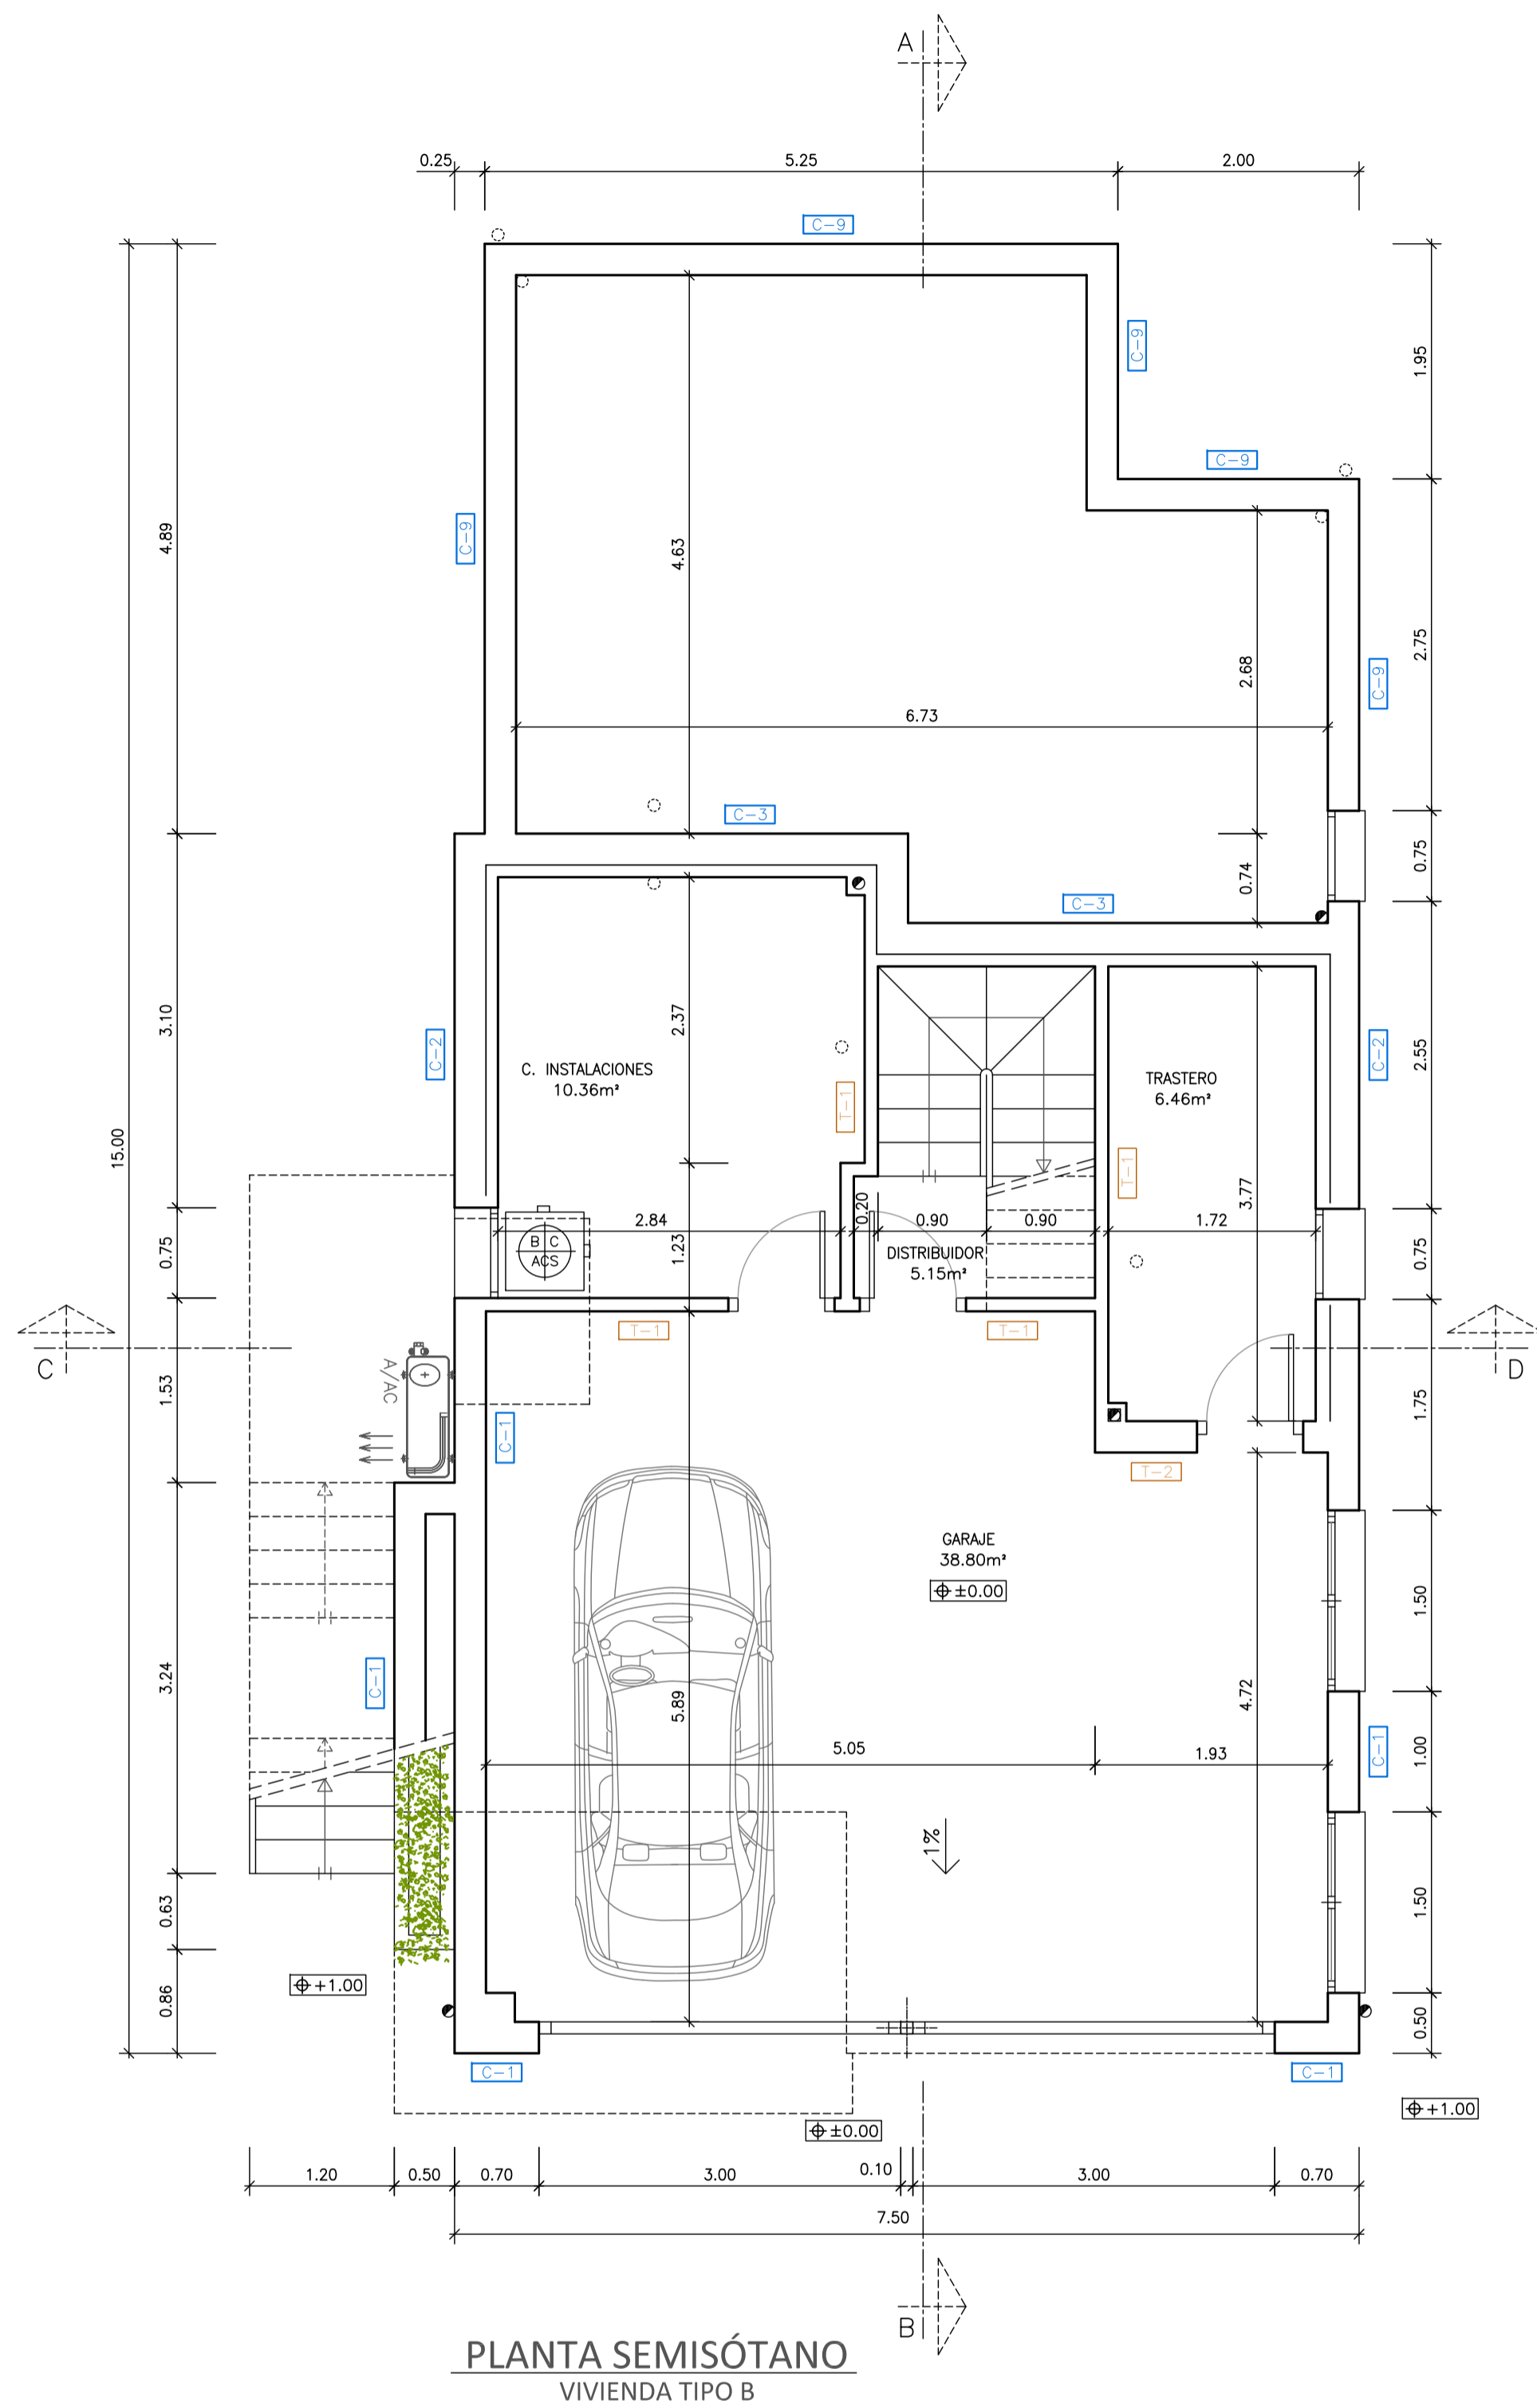 A
0.25
5.25
2.00
C-9
C-9
1.95
C-9
4.89
C-9
4.63
2.75
2.68
C-9
6.73
C-3
0.75
0.74
C-3
3.10
2.37
C-2
C. INSTALACIONES
10.36m²
T-1
TRASTERO
6.46m²
C-2
2.55
15.00
T-1
3.77
0.20
2.84
0.90
0.90
1.72
B C
ACS
1.23
DISTRIBUIDOR
5.15m²
0.75
0.75
T-1
T-1
C
D
A/AC
1.53
C-1
1.75
T-2
GARAJE
38.80m²
±0.00
1.50
3.24
C-1
5.89
4.72
5.05
1.93
C-1
1.00
1%
1.50
0.63
+1.00
0.86
0.50
C-1
C-1
+1.00
±0.00
1.20
0.50
0.70
3.00
0.10
3.00
0.70
7.50
B
PLANTA SEMISÓTANO
VIVIENDA TIPO B